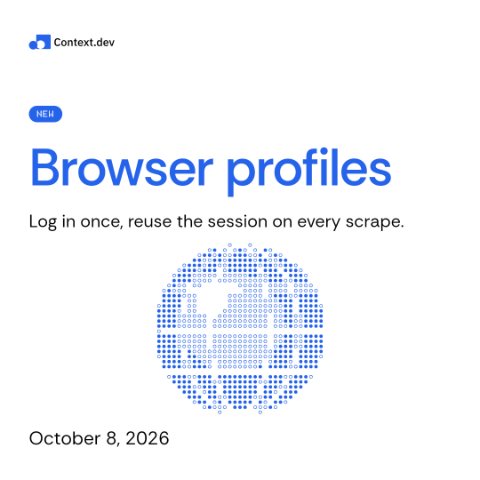 Context.dev
NEW
Browser profiles
Log in once, reuse the session on every scrape.
October 8, 2026